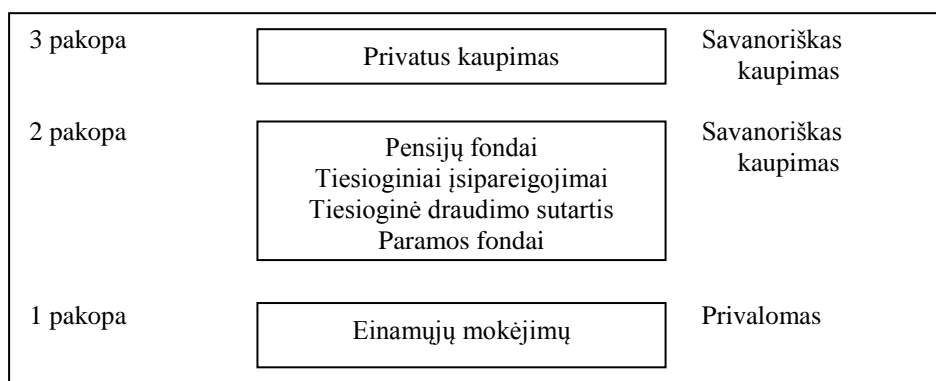 3 pakopa
Privatus kaupimas
Savanoriškas
kaupimas
2 pakopa
Pensijų fondai
Tiesioginiai įsipareigojimai
Tiesioginė draudimo sutartis
Paramos fondai
Savanoriškas
kaupimas
1 pakopa
Einamųjų mokėjimų
Privalomas